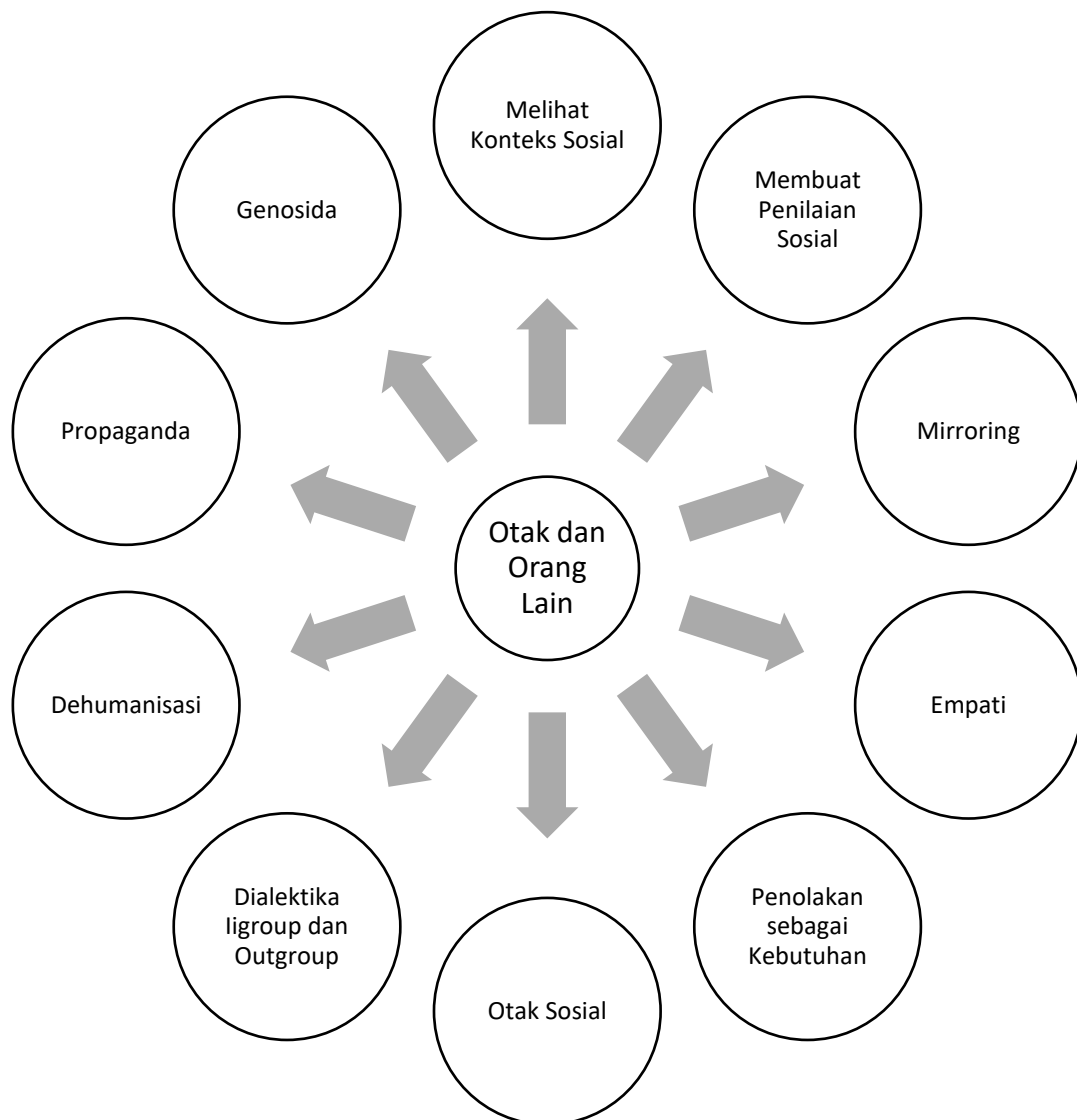 Melihat
Konteks Sosial
Membuat
Penilaian
Sosial
Mirroring
Empati
Penolakan
sebagai
Kebutuhan
Otak Sosial
Dialektika
Iigroup dan
Outgroup
Dehumanisasi
Propaganda
Genosida
Otak dan
Orang
Lain